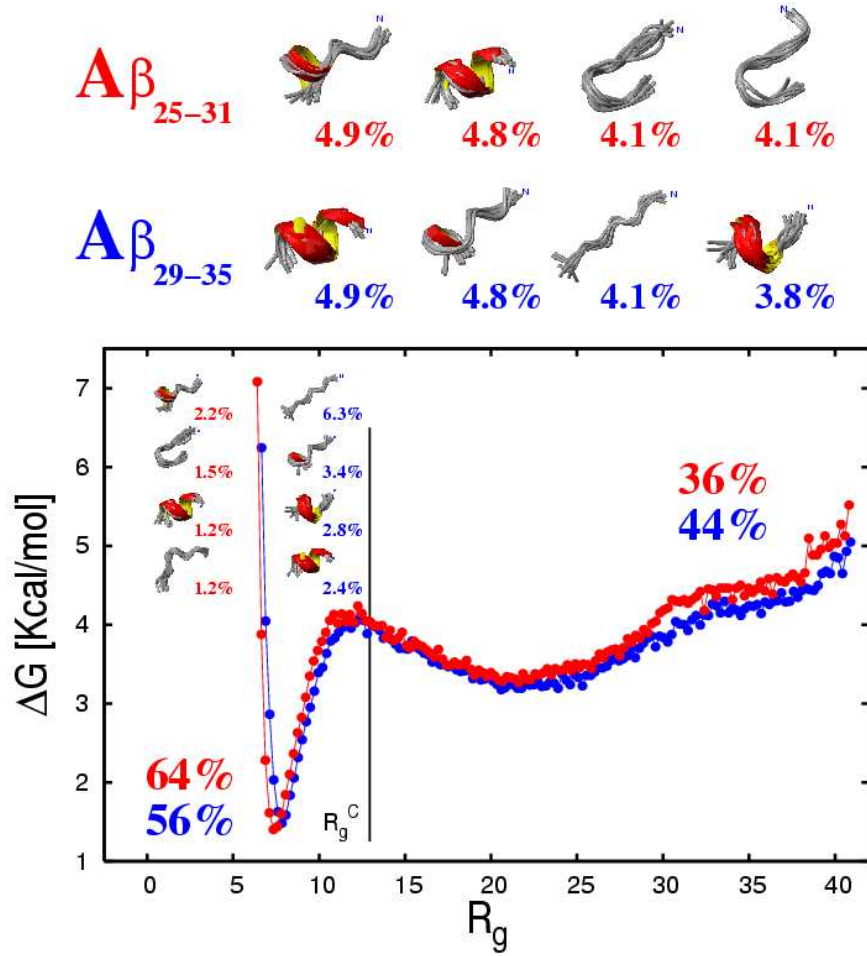 Aβ25–31
N N N N
4.9% 4.8% 4.1% 4.1%
Aβ29–35
N N N N
4.9% 4.8% 4.1% 3.8%
7
2.2% 6.3%
6
1.5% 3.4%
36%
44%
1.2% 2.8%
5
1.2% 2.4%
4
3
2
64%
56%
RgC
1
0 5 10 15 20 25 30 35 40
ΔG [Kcal/mol]
Rg